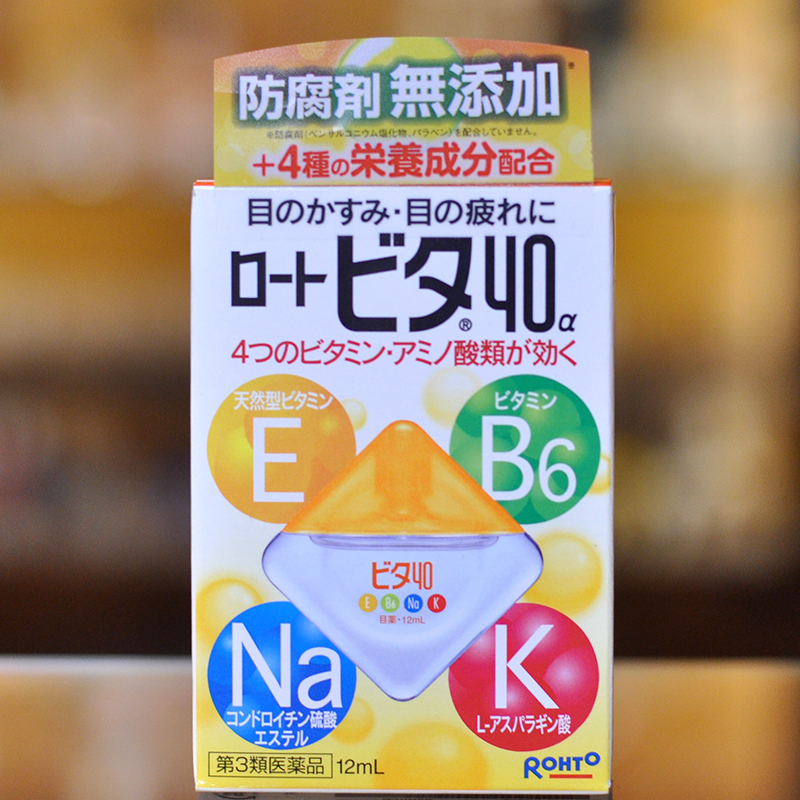 防腐剤 無添加※
※防腐剤（ベンザルコニウム塩化物、パラベン）を配合していません。
+4種の栄養成分配合
目のかすみ・目の疲れに
ロートビタ®40α
4つのビタミン・アミノ酸類が効く
天然型ビタミン
E
ビタミン
B6
ビタ40
E B6 Na K
目薬・12mL
Na
コンドロイチン硫酸
エステル
K
L-アスパラギン酸
第3類医薬品 12mL
ROHTO